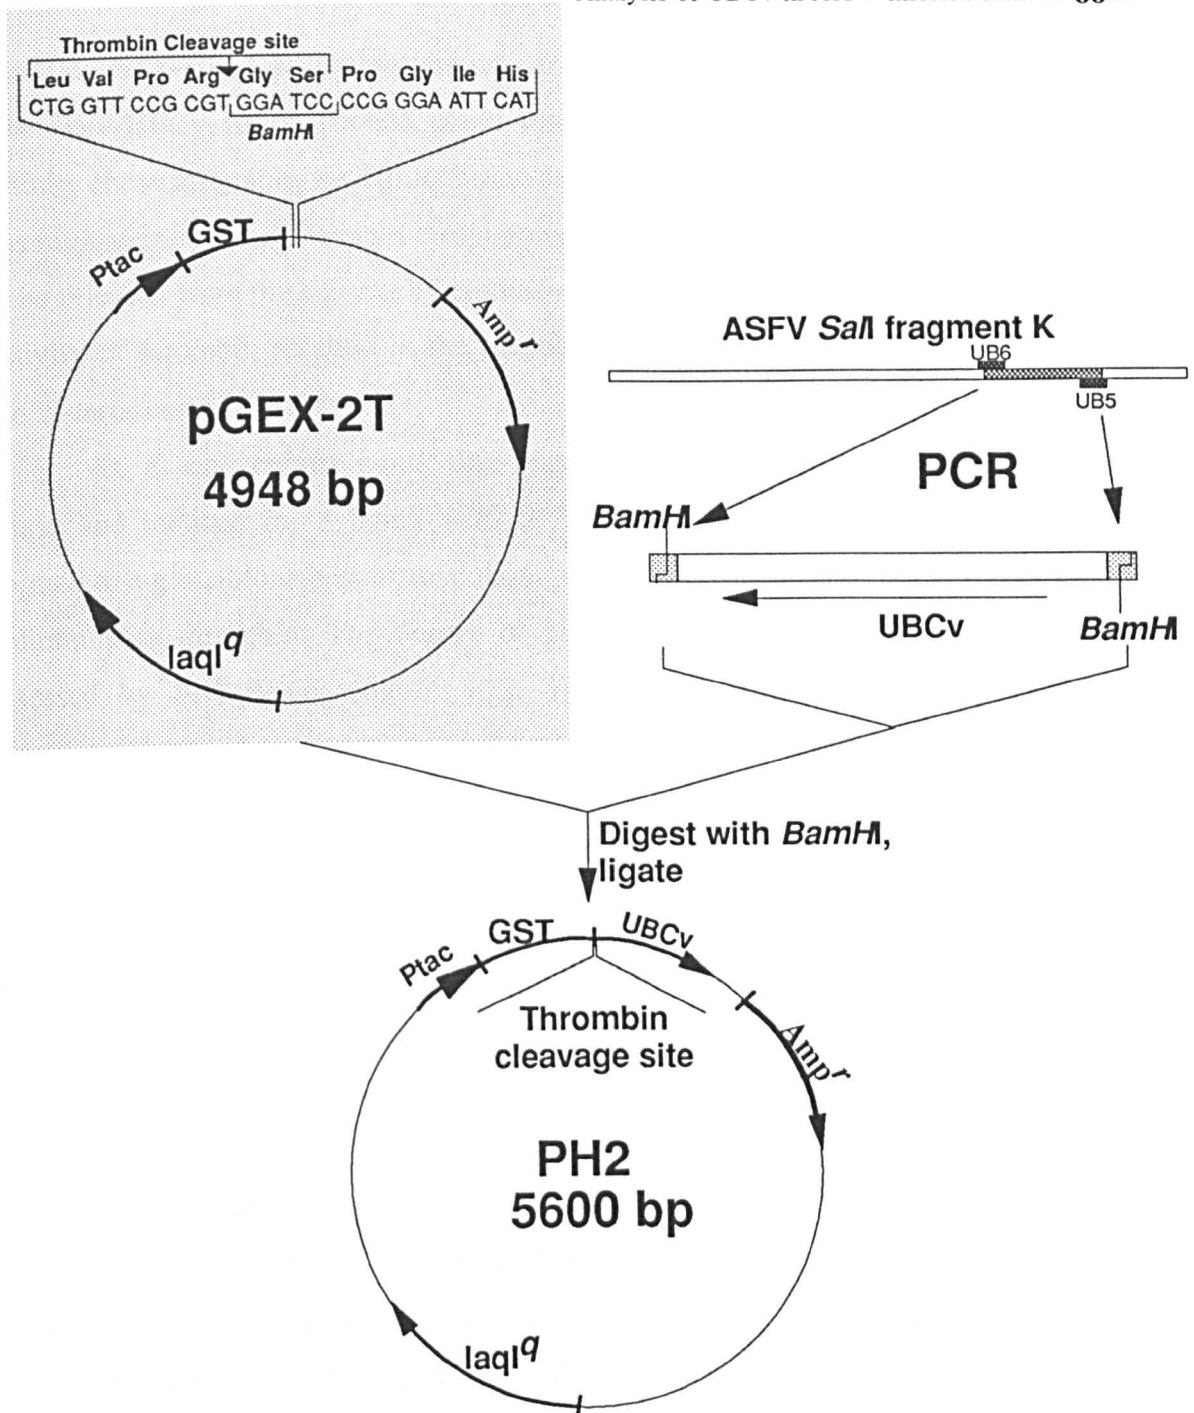 Thrombin Cleavage site
Leu Val Pro Arg Gly Ser Pro Gly Ile His
CTG GTT CCG CGT GGA TCC CCG GGA ATT CAT
BamHI
Ptac
GST
Amp r
pGEX-2T
4948 bp
laqIq
ASFV SalI fragment K
UB6
UB5
PCR
BamHI
UBCv
BamHI
Digest with BamHI,
ligate
Ptac
GST
UBCv
Thrombin
cleavage site
Amp r
PH2
5600 bp
laqIq